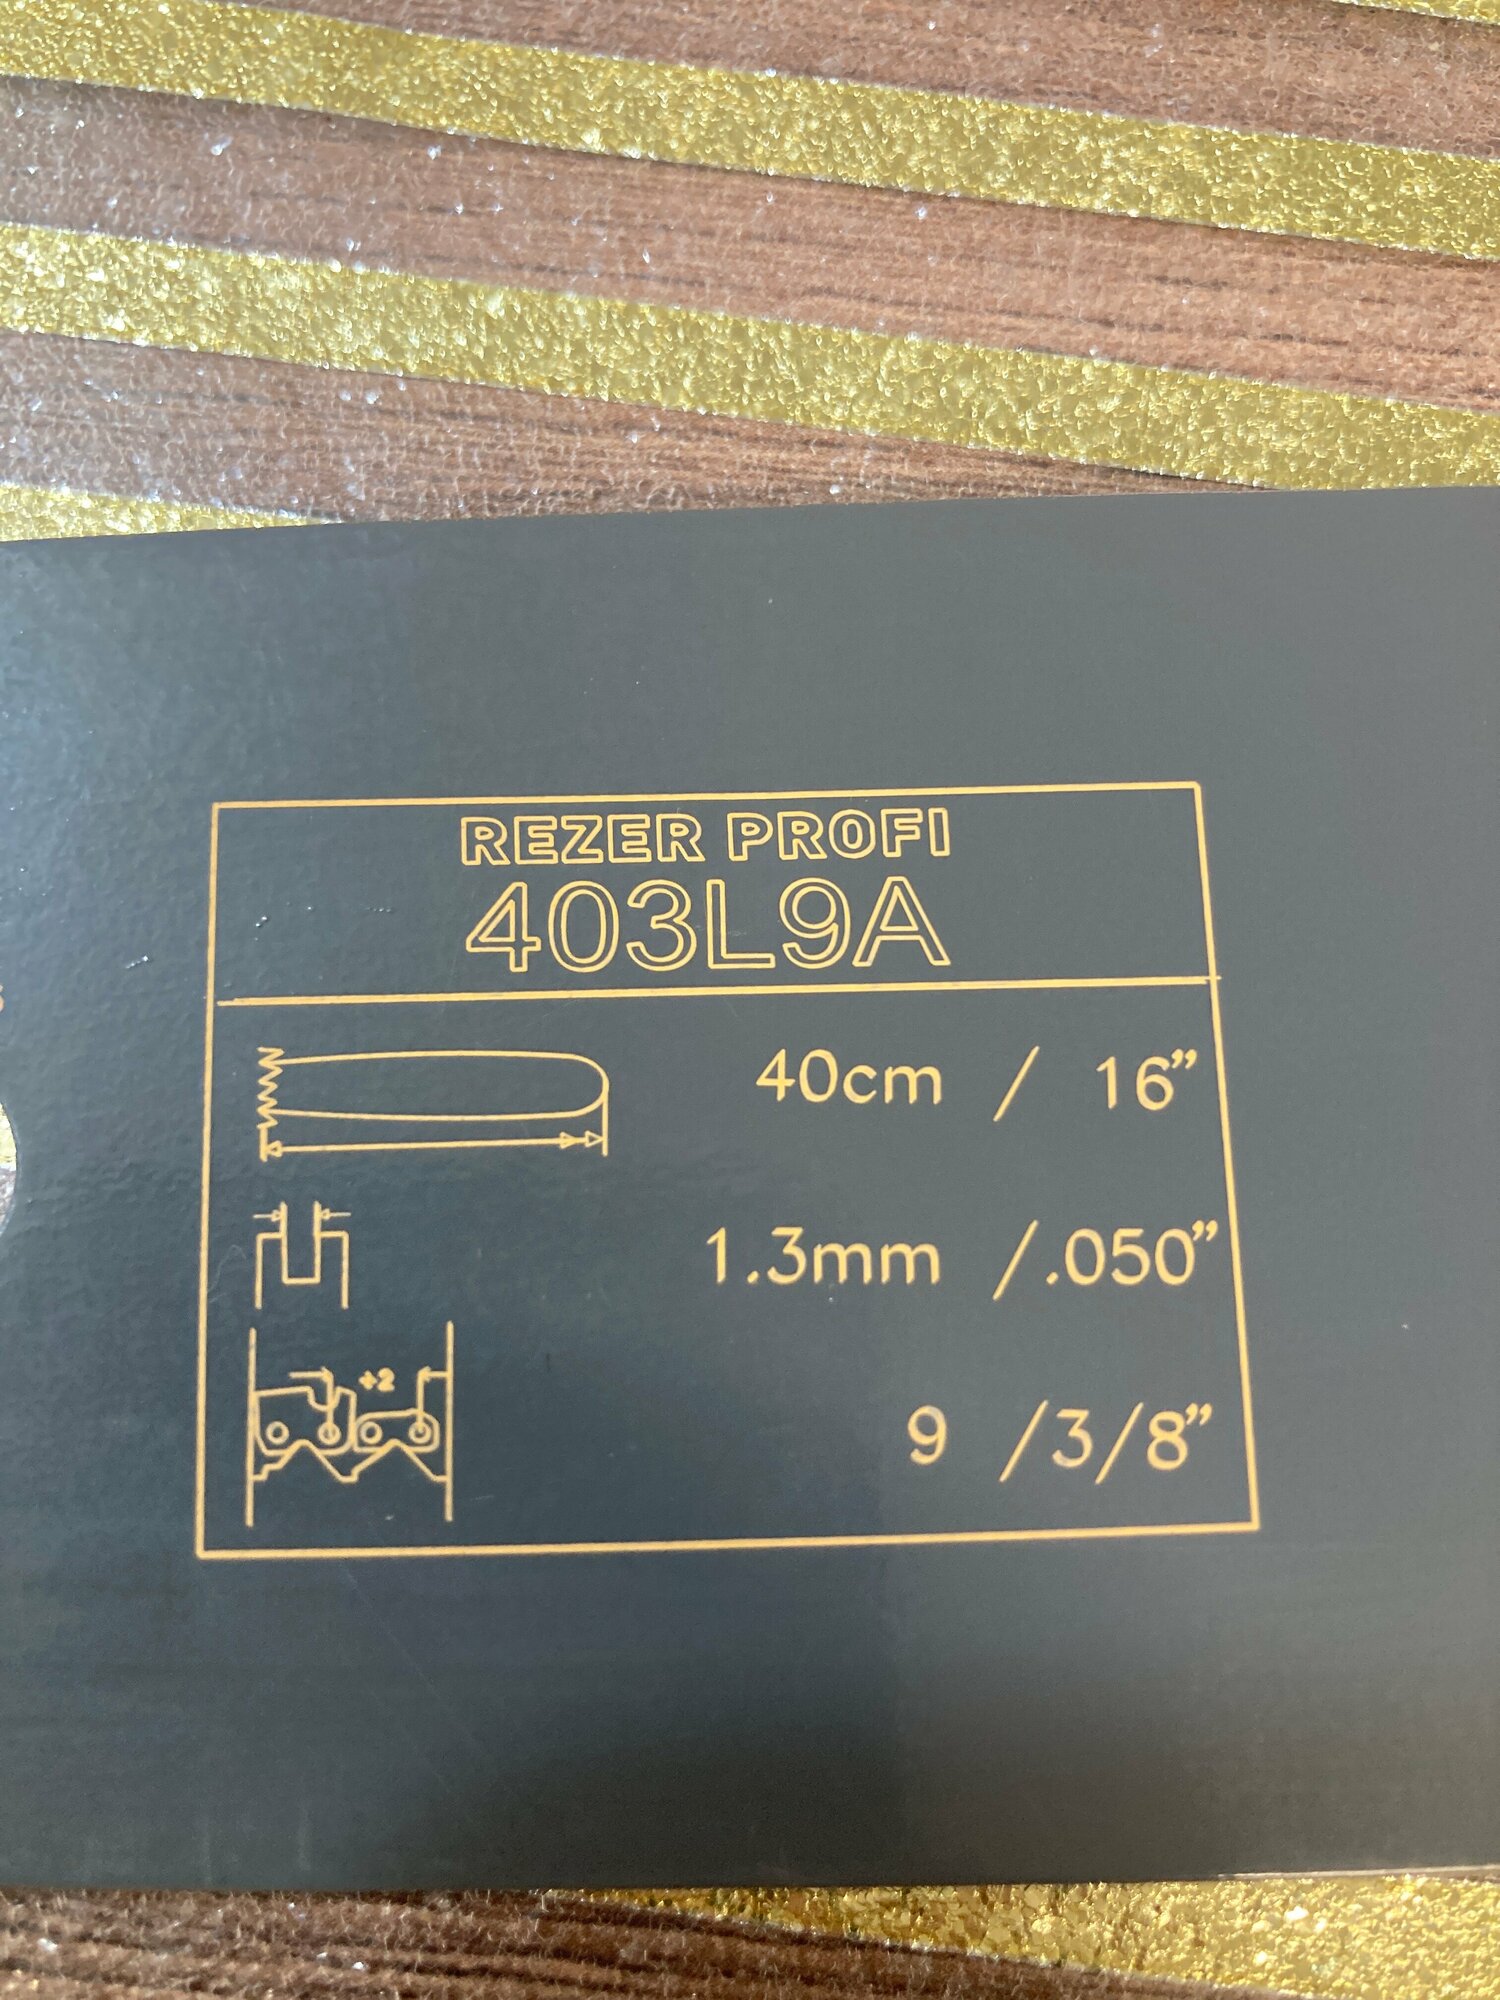 REZER PROFI
403L9A
40cm / 16”
1.3mm /.050”
÷2
9 /3/8”